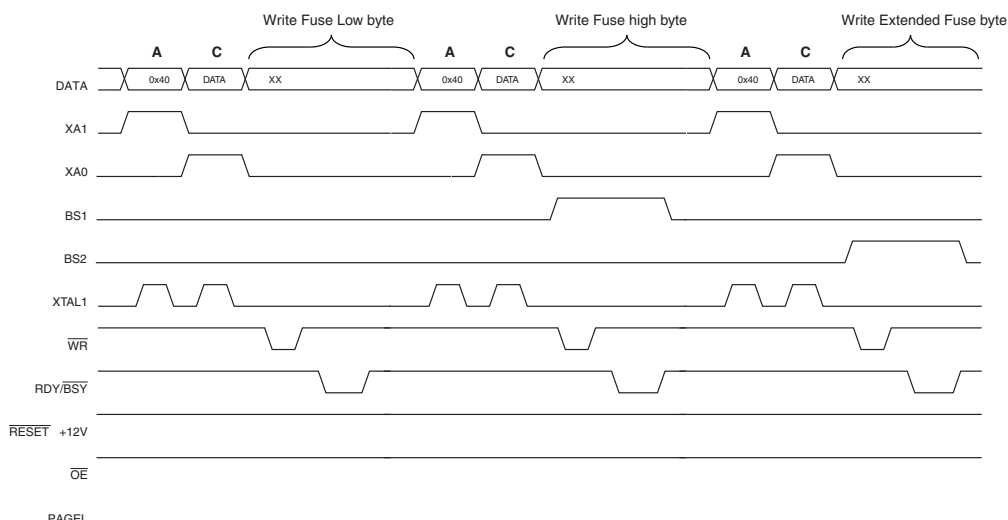 Write Fuse Low byte Write Fuse high byte Write Extended Fuse byte
A C A C A C
DATA 0x40 DATA XX 0x40 DATA XX 0x40 DATA XX
XA1
XA0
BS1
BS2
XTAL1
WR
RDY/BSY
RESET +12V
OE
PAGEL